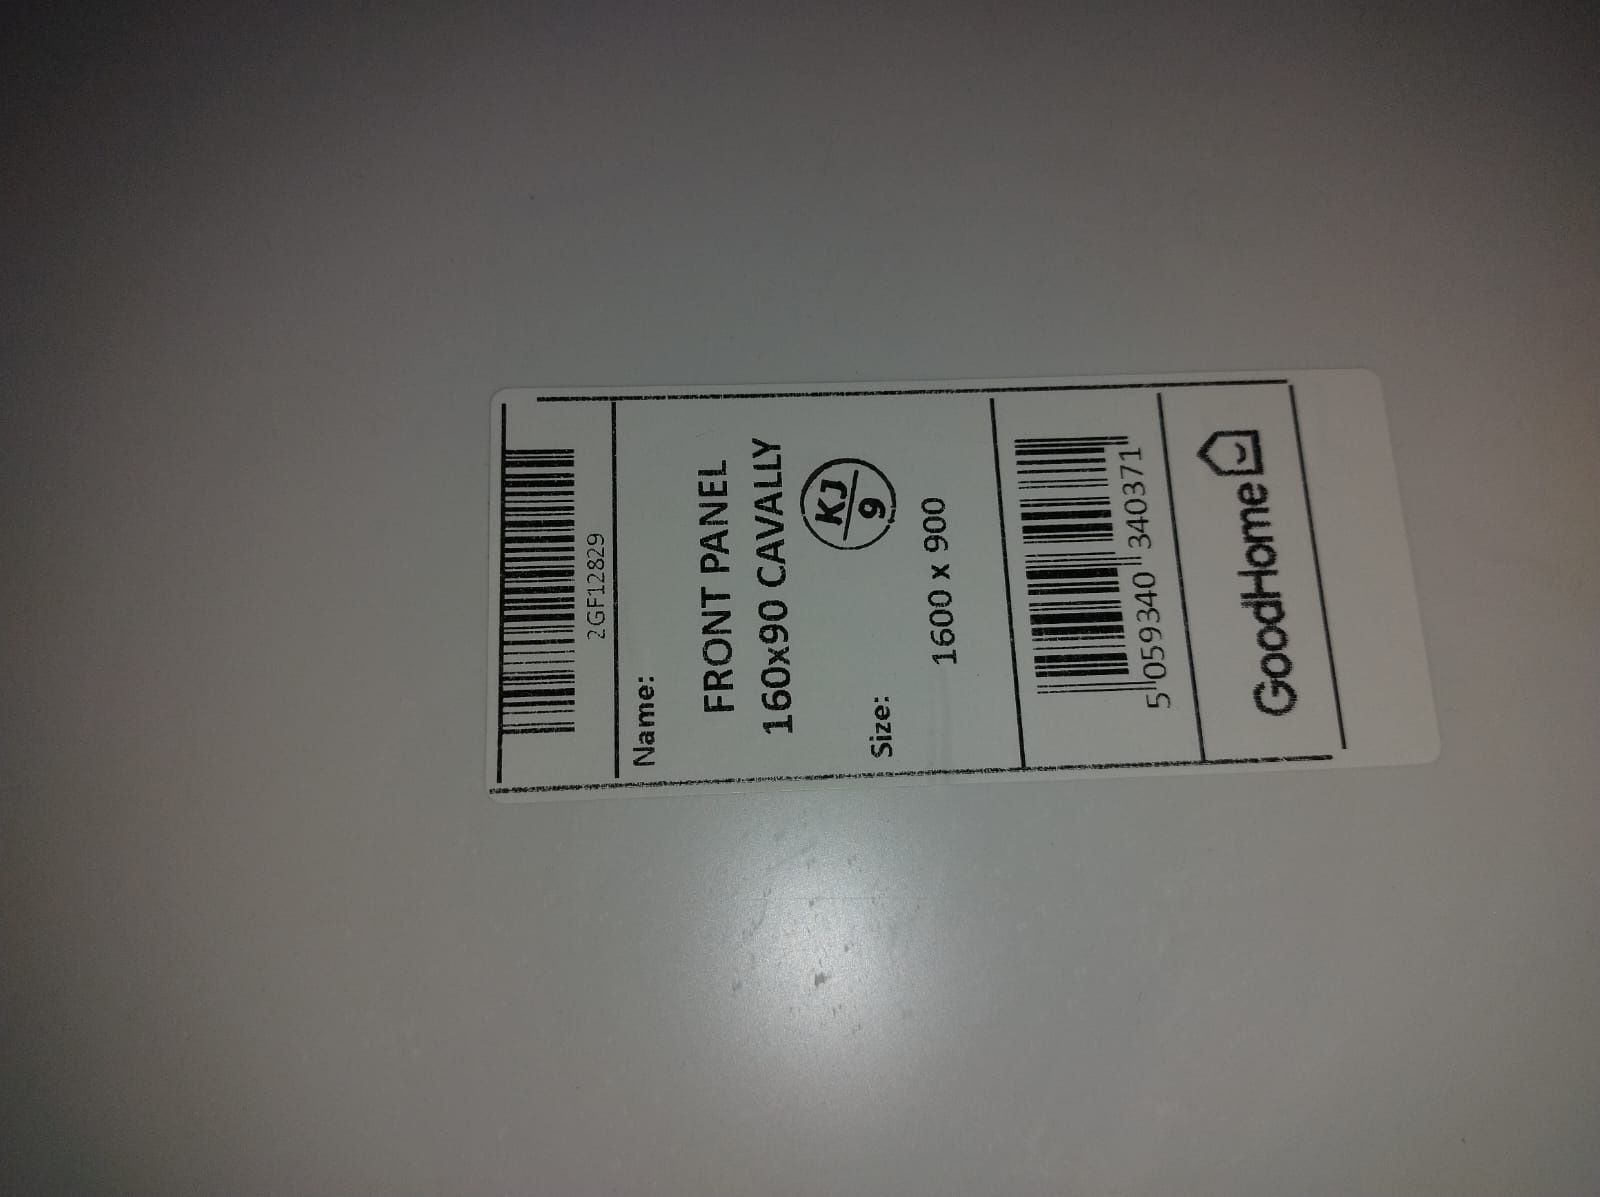 2GF12829
Name:
FRONT PANEL
160x90 CAVALLY
KJ
9
Size:
1600 x 900
5 059340 340371
GoodHome